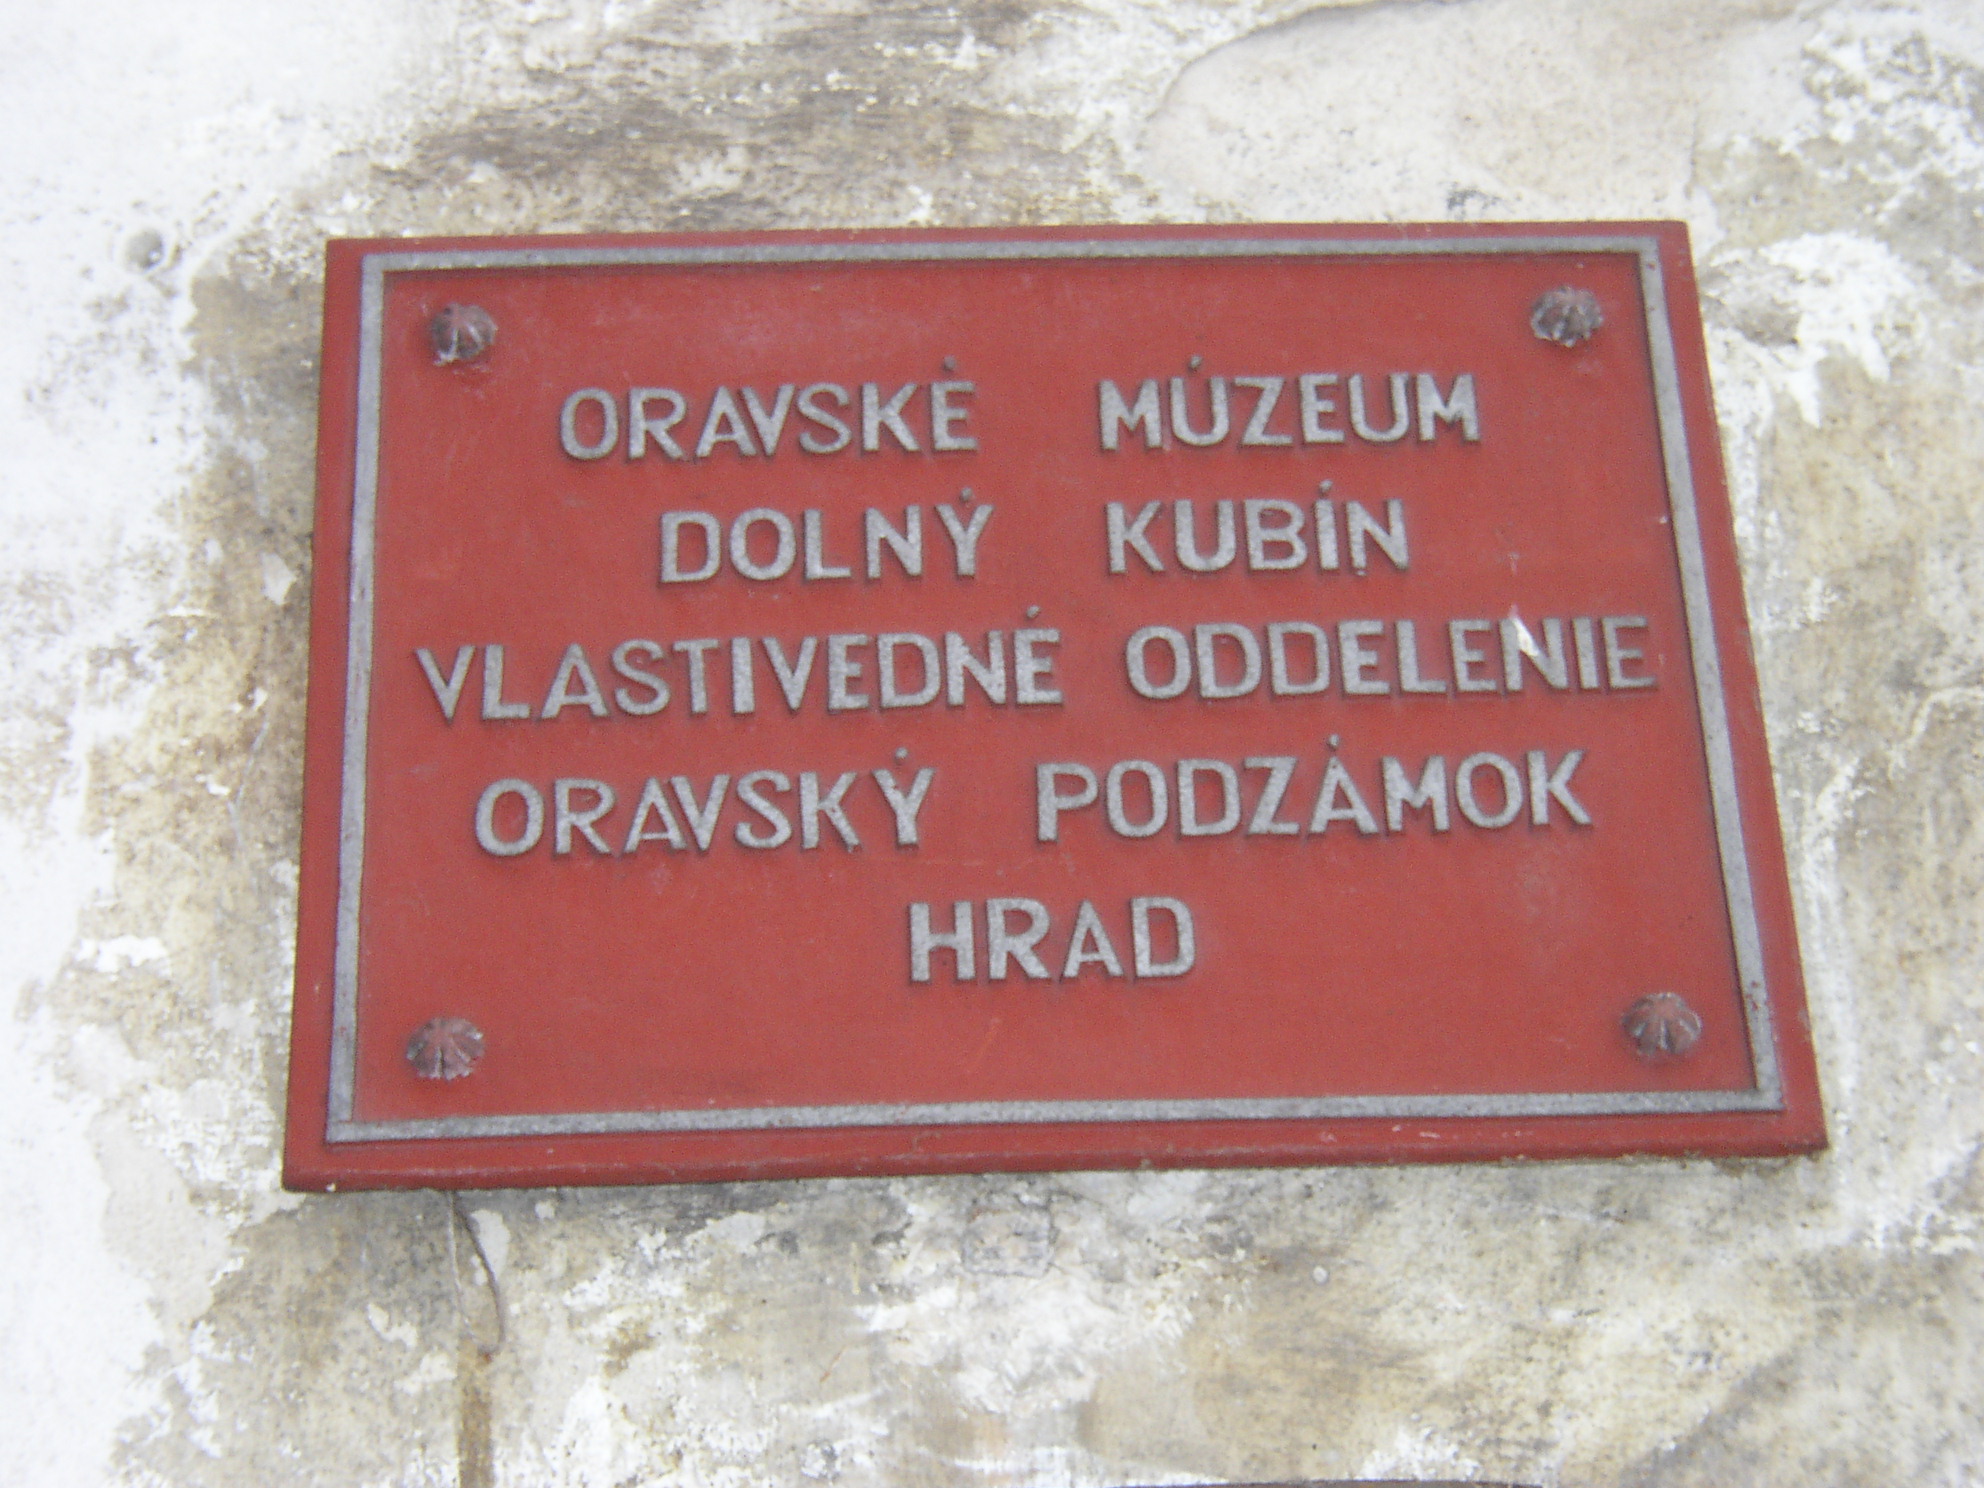 ORAVSKÉ MÚZEUM
DOLNÝ KUBÍN
VLASTIVEDNÉ ODDELENIE
ORAVSKÝ PODZÁMOK
HRAD